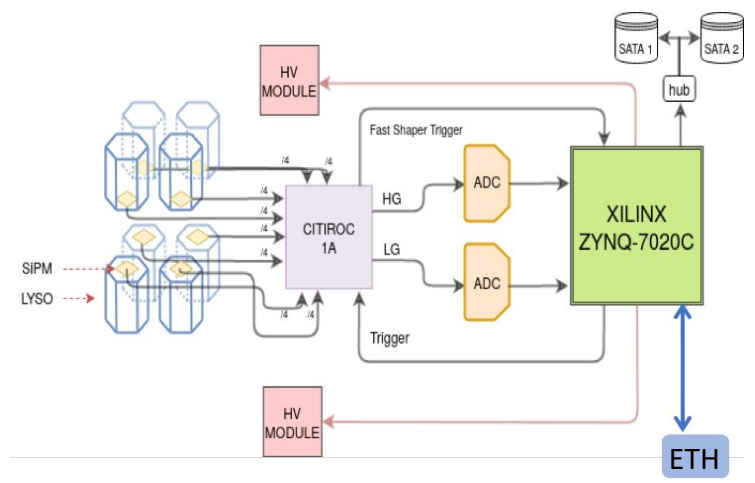 SATA 1
SATA 2
HV
MODULE
hub
Fast Shaper Trigger
/4
/4
/4
/4
/4
/4
/4
/4
CITIROC
1A
HG
LG
ADC
ADC
XILINX
ZYNQ-7020C
SiPM
LYSO
Trigger
HV
MODULE
ETH